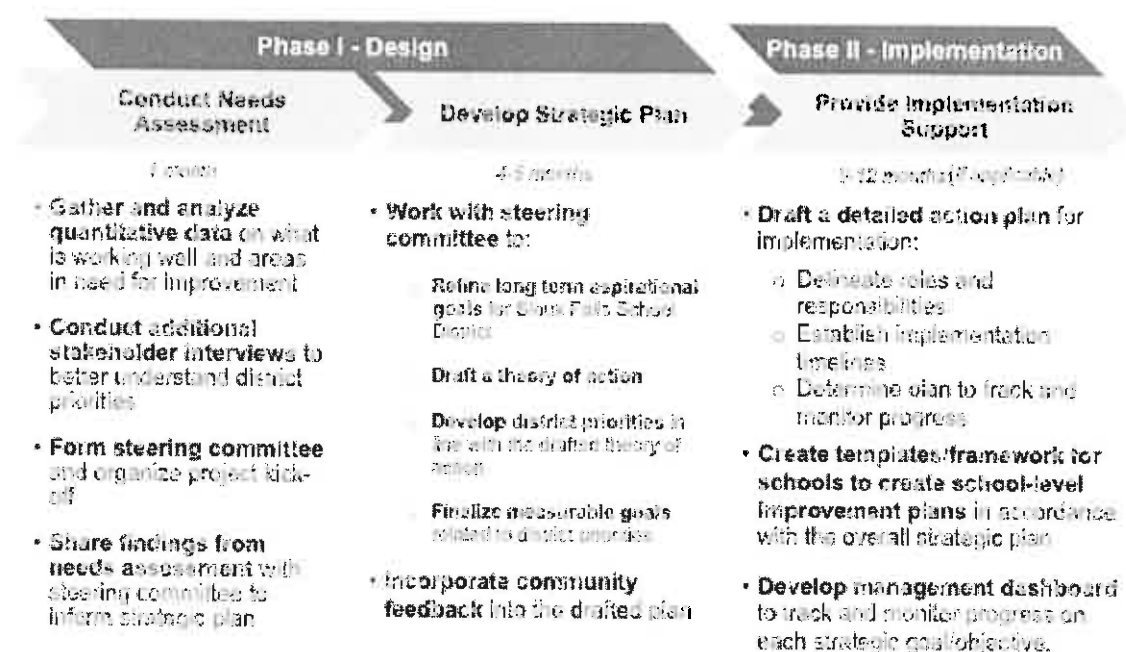 Phase I - Design
Conduct Needs
Assessment
Develop Strategic Plan
month
4-5 months
• Gather and analyze
quantitative data on what
is working well and areas
in need for improvement
• Conduct additional
stakeholder interviews to
better understand district
priorities
• Form steering committee
and organize project kick-
off
• Share findings from
needs assessment with
steering committee to
inform strategic plan
• Work with steering
committee to:
Refine long term aspirational
goals for Sioux Falls School
District
Draft a theory of action
Develop district priorities in
line with the drafted theory of
action
Finalize measurable goals
related to district priorities
• Incorporate community
feedback into the drafted plan
Phase II - Implementation
Provide Implementation
Support
months (if applicable)
• Draft a detailed action plan for
implementation:
o Delineate roles and
responsibilities
o Establish implementation
timelines
o Determine plan to track and
monitor progress
• Create templates/framework for
schools to create school-level
improvement plans in accordance
with the overall strategic plan
• Develop management dashboard
to track and monitor progress on
each strategic goal/objective.